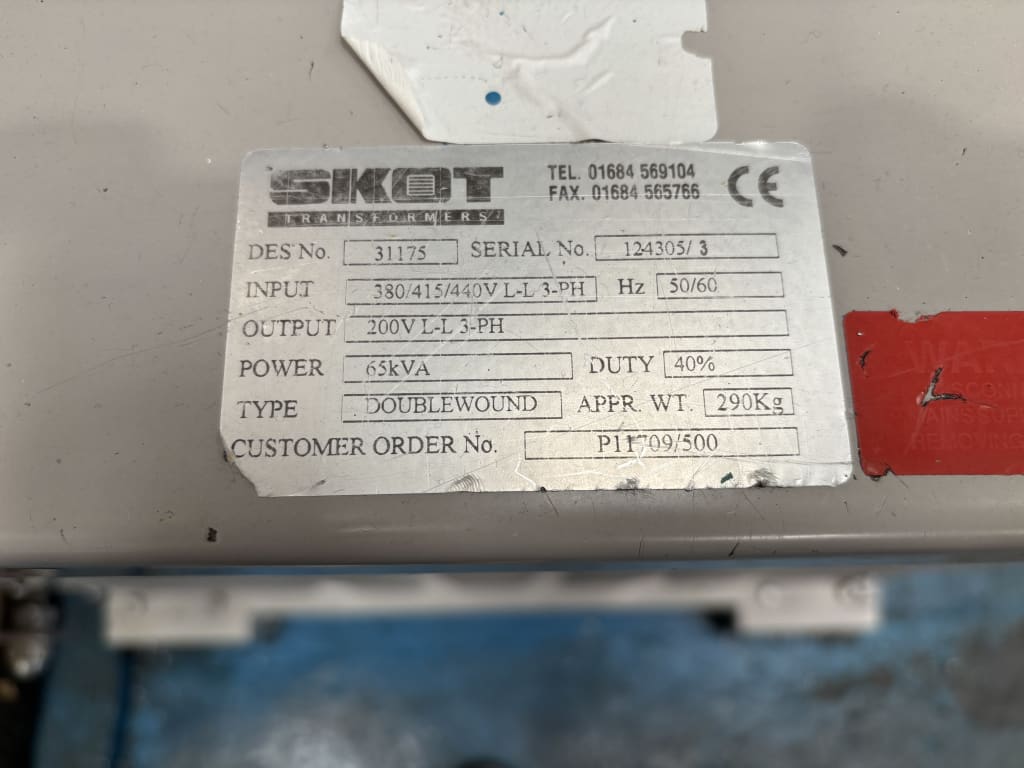 SKOT
TRANSFORMERS
TEL. 01684 569104
FAX. 01684 565766
CE
DES No. 31175 SERIAL No. 124305/ 3
INPUT 380/415/440V L-L 3-PH Hz 50/60
OUTPUT 200V L-L 3-PH
POWER 65kVA DUTY 40%
TYPE DOUBLEWOUND APPR. WT. 290Kg
CUSTOMER ORDER No. P11709/500